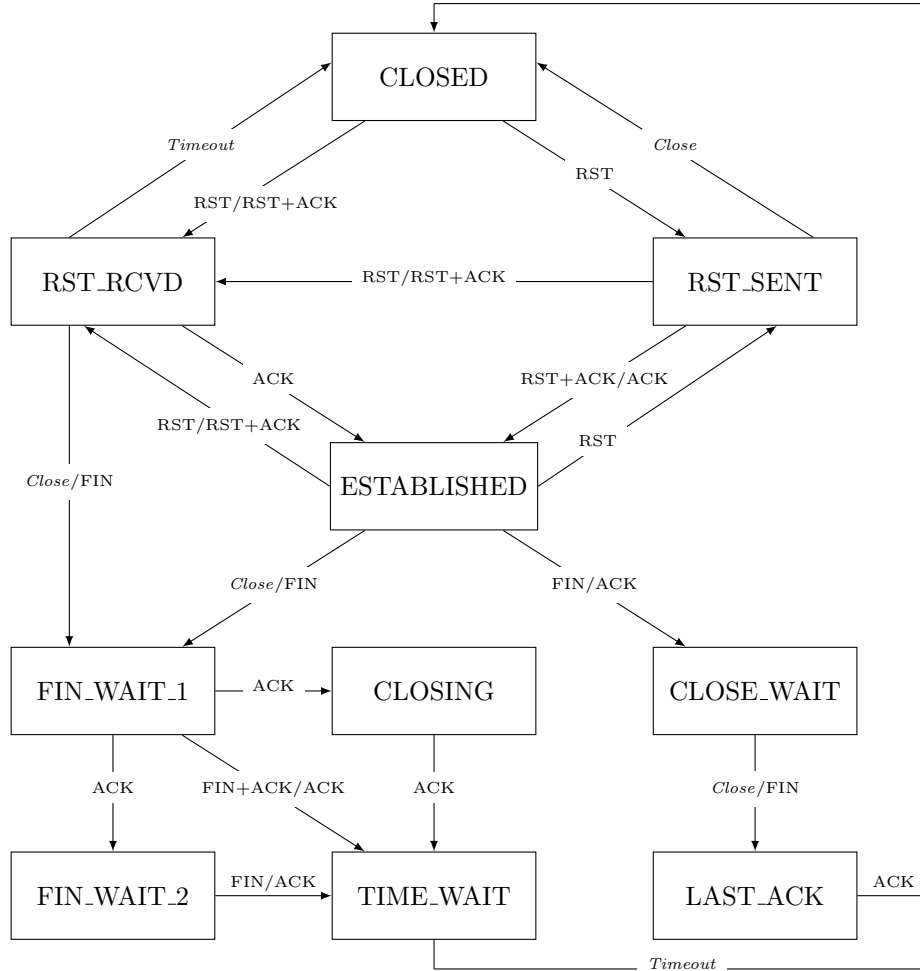 CLOSED
Timeout
Close
RST
RST/RST+ACK
RST_RCVD
RST/RST+ACK
RST_SENT
ACK
RST+ACK/ACK
RST/RST+ACK
RST
Close/FIN
ESTABLISHED
Close/FIN
FIN/ACK
FIN_WAIT_1
ACK
CLOSING
CLOSE_WAIT
ACK
FIN+ACK/ACK
ACK
Close/FIN
FIN_WAIT_2
FIN/ACK
TIME_WAIT
LAST_ACK
ACK
Timeout